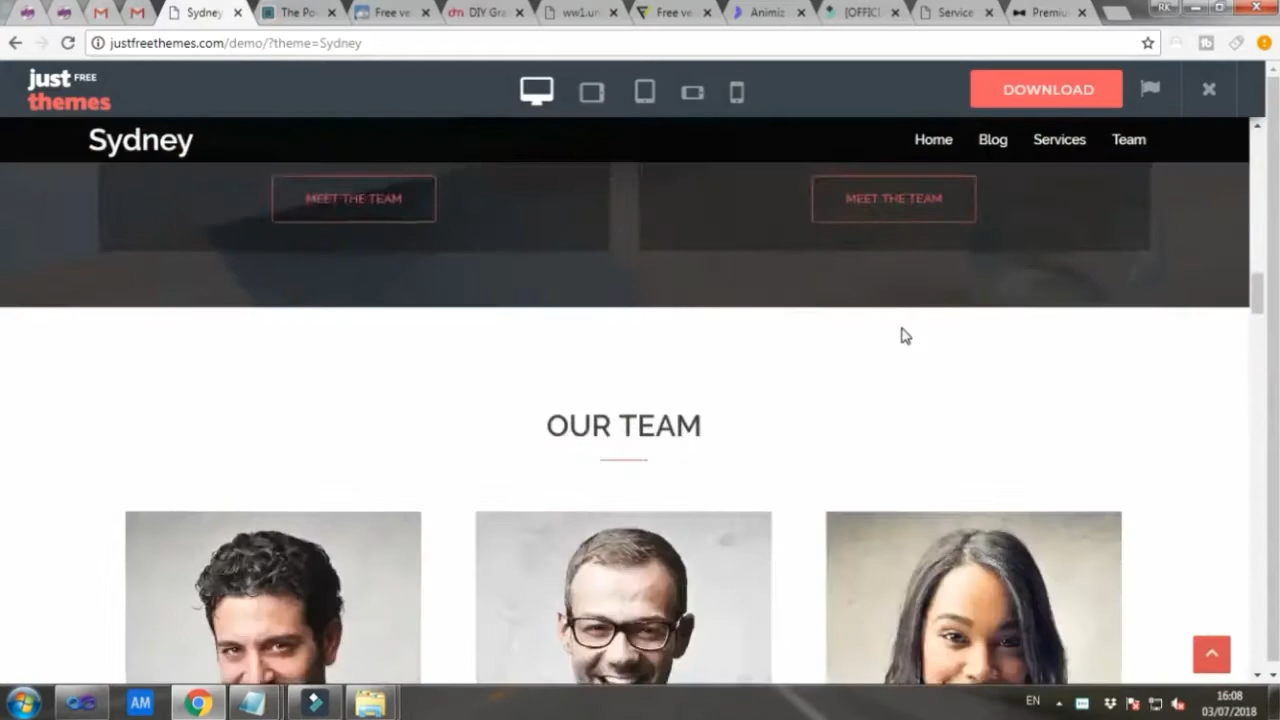 Sydney
The Po
Free ve
DIY Gra
ww1.un
Free ve
Animiz
[OFFICI
Service
Premiu
RK
justfreethemes.com/demo/?theme=Sydney
just FREE
themes
DOWNLOAD
Sydney
Home Blog Services Team
MEET THE TEAM MEET THE TEAM
OUR TEAM
AM
EN
16:08
03/07/2018